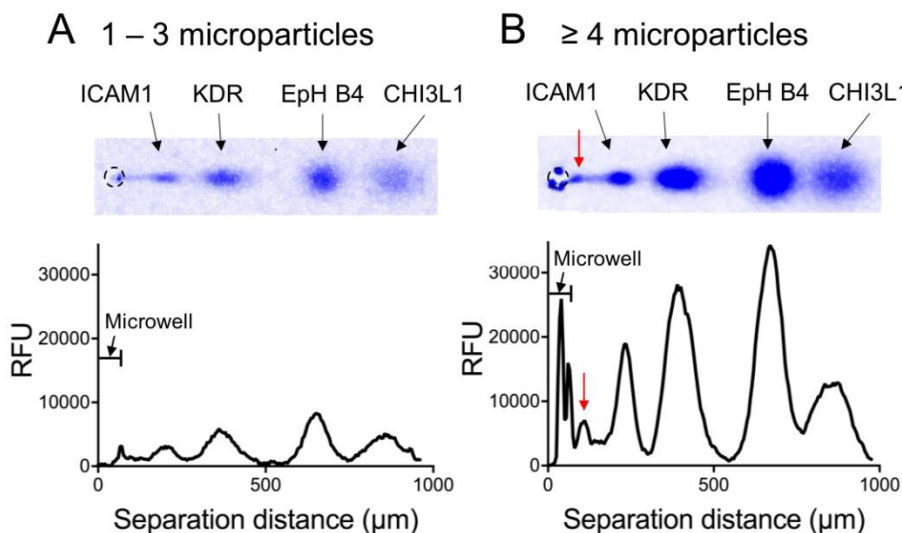 A 1 – 3 microparticles
ICAM1 KDR EpH B4 CHI3L1
30000
20000
10000
0
RFU
Microwell
0 500 1000
Separation distance (µm)
B ≥ 4 microparticles
ICAM1 KDR EpH B4 CHI3L1
30000
20000
10000
0
RFU
Microwell
0 500 1000
Separation distance (µm)